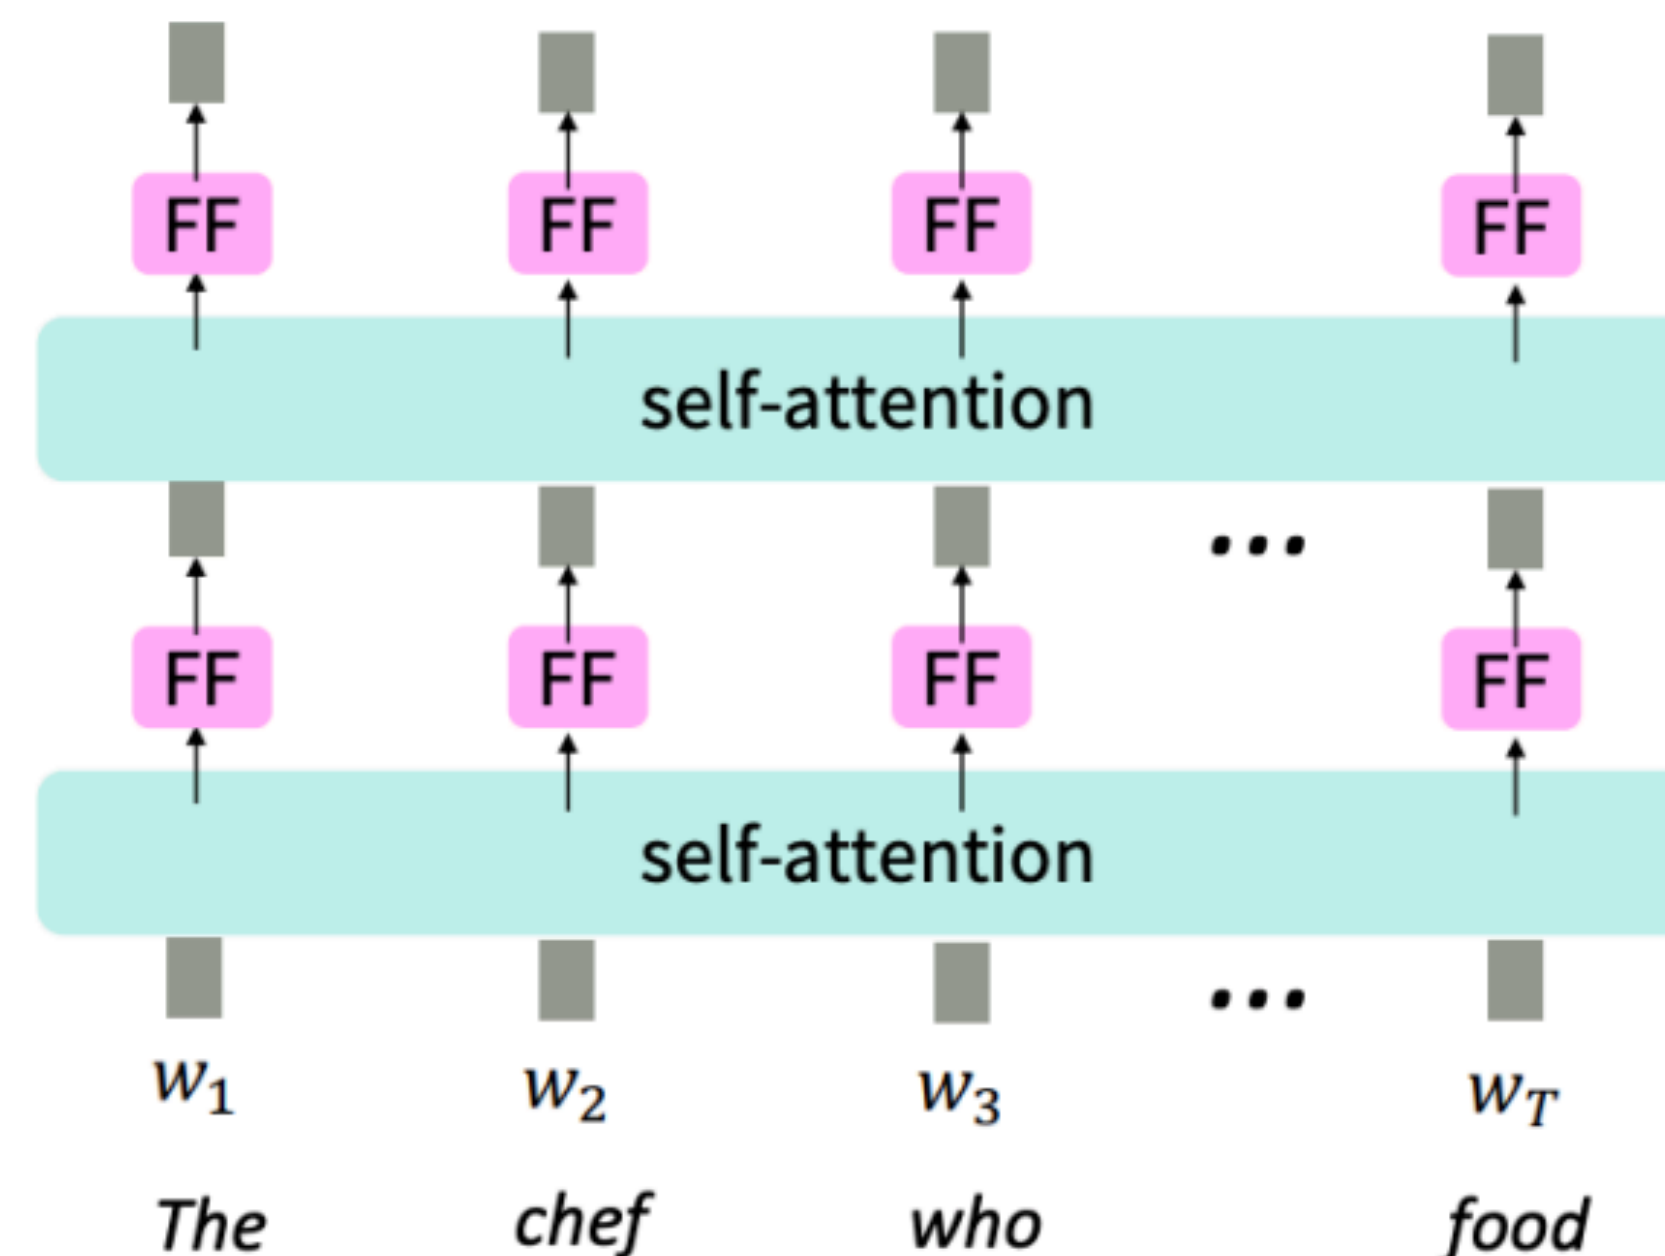 FF FF FF FF
self-attention
...
FF FF FF FF
self-attention
...
w₁ w₂ w₃ w_T
The chef who food